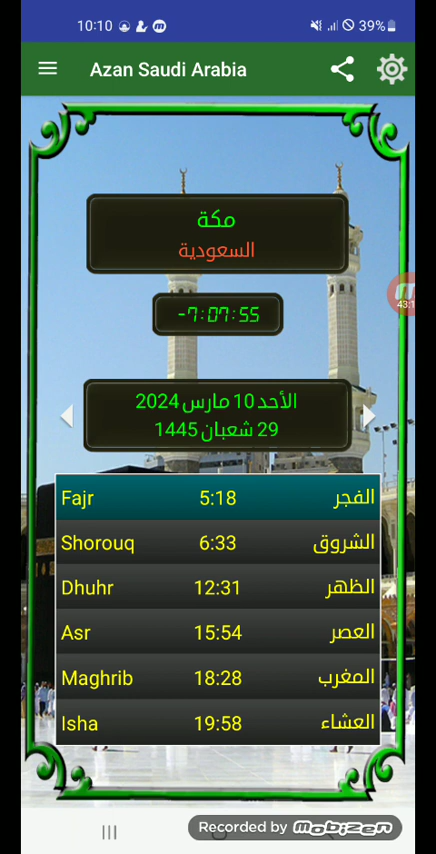 10:10
39%
Azan Saudi Arabia
مكة
السعودية
-7:07:55
43:1
الأحد 10 مارس 2024
29 شعبان 1445
Fajr 5:18 الفجر
Shorouq 6:33 الشروق
Dhuhr 12:31 الظهر
Asr 15:54 العصر
Maghrib 18:28 المغرب
Isha 19:58 العشاء
Recorded by MOBIZEN